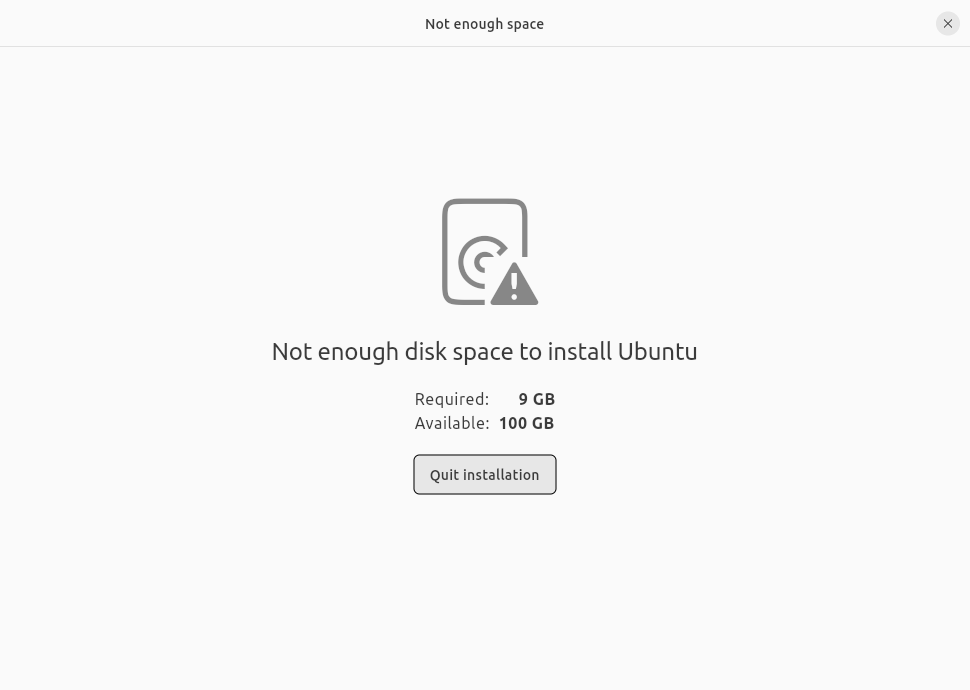 Not enough space
Not enough disk space to install Ubuntu
Required: 9 GB
Available: 100 GB
Quit installation